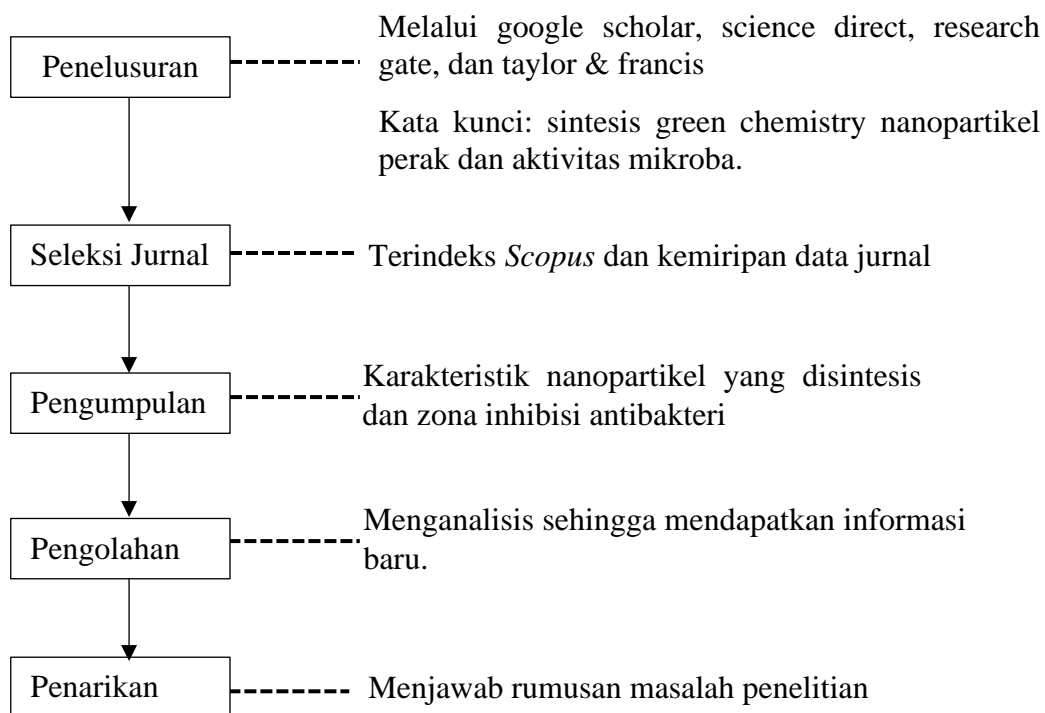 Melalui google scholar, science direct, research
gate, dan taylor & francis
Penelusuran
Kata kunci: sintesis green chemistry nanopartikel
perak dan aktivitas mikroba.
Seleksi Jurnal
Terindeks Scopus dan kemiripan data jurnal
Karakteristik nanopartikel yang disintesis
dan zona inhibisi antibakteri
Pengumpulan
Menganalisis sehingga mendapatkan informasi
baru.
Pengolahan
Penarikan
Menjawab rumusan masalah penelitian